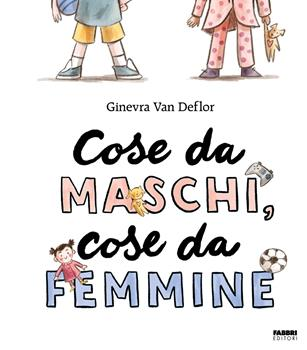 Ginevra Van Deflor
Cose da
MASCHI,
cose da
FEMMINE
FABBRI
EDITORI